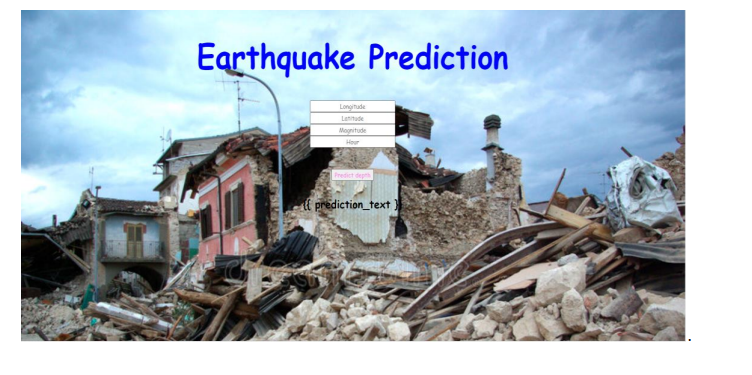 Earthquake Prediction
Longitude
Latitude
Magnitude
Hour
Predict depth
{{ prediction_text }}
.